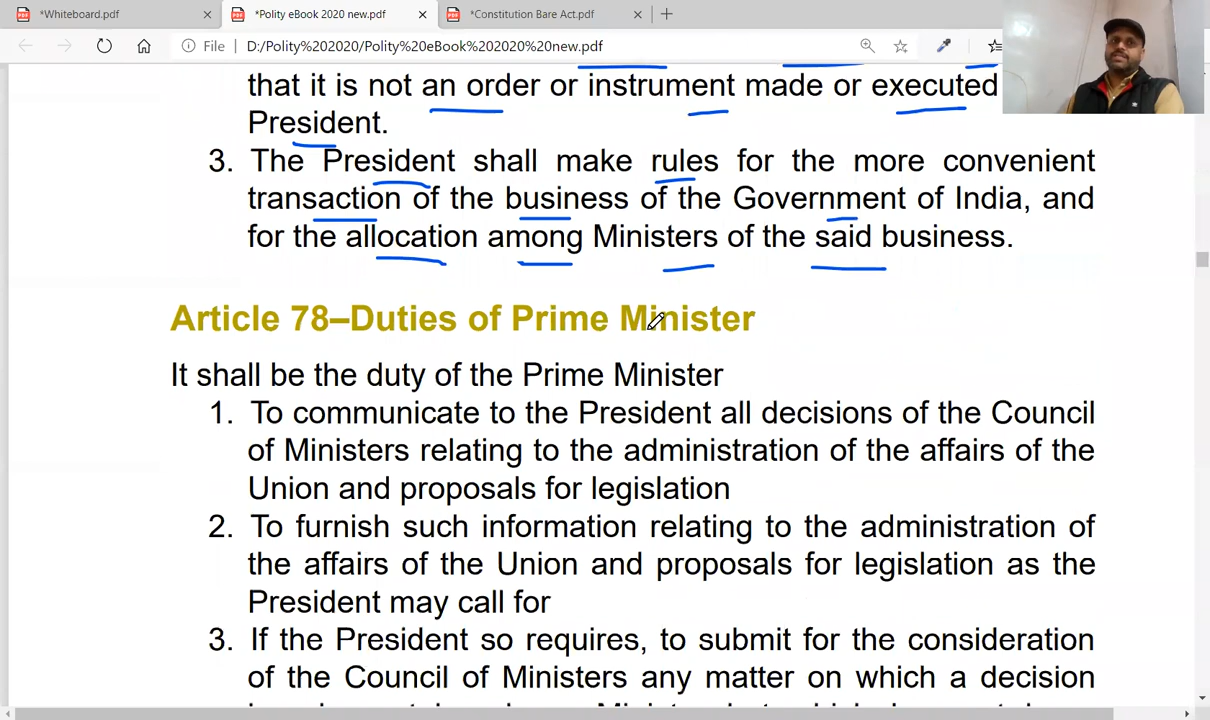 *Whiteboard.pdf
*Polity eBook 2020 new.pdf
*Constitution Bare Act.pdf
File D:/Polity%202020/Polity%20eBook%202020%20new.pdf
that it is not an order or instrument made or executed
President.
3. The President shall make rules for the more convenient
transaction of the business of the Government of India, and
for the allocation among Ministers of the said business.
Article 78–Duties of Prime Minister
It shall be the duty of the Prime Minister
1. To communicate to the President all decisions of the Council
of Ministers relating to the administration of the affairs of the
Union and proposals for legislation
2. To furnish such information relating to the administration of
the affairs of the Union and proposals for legislation as the
President may call for
3. If the President so requires, to submit for the consideration
of the Council of Ministers any matter on which a decision